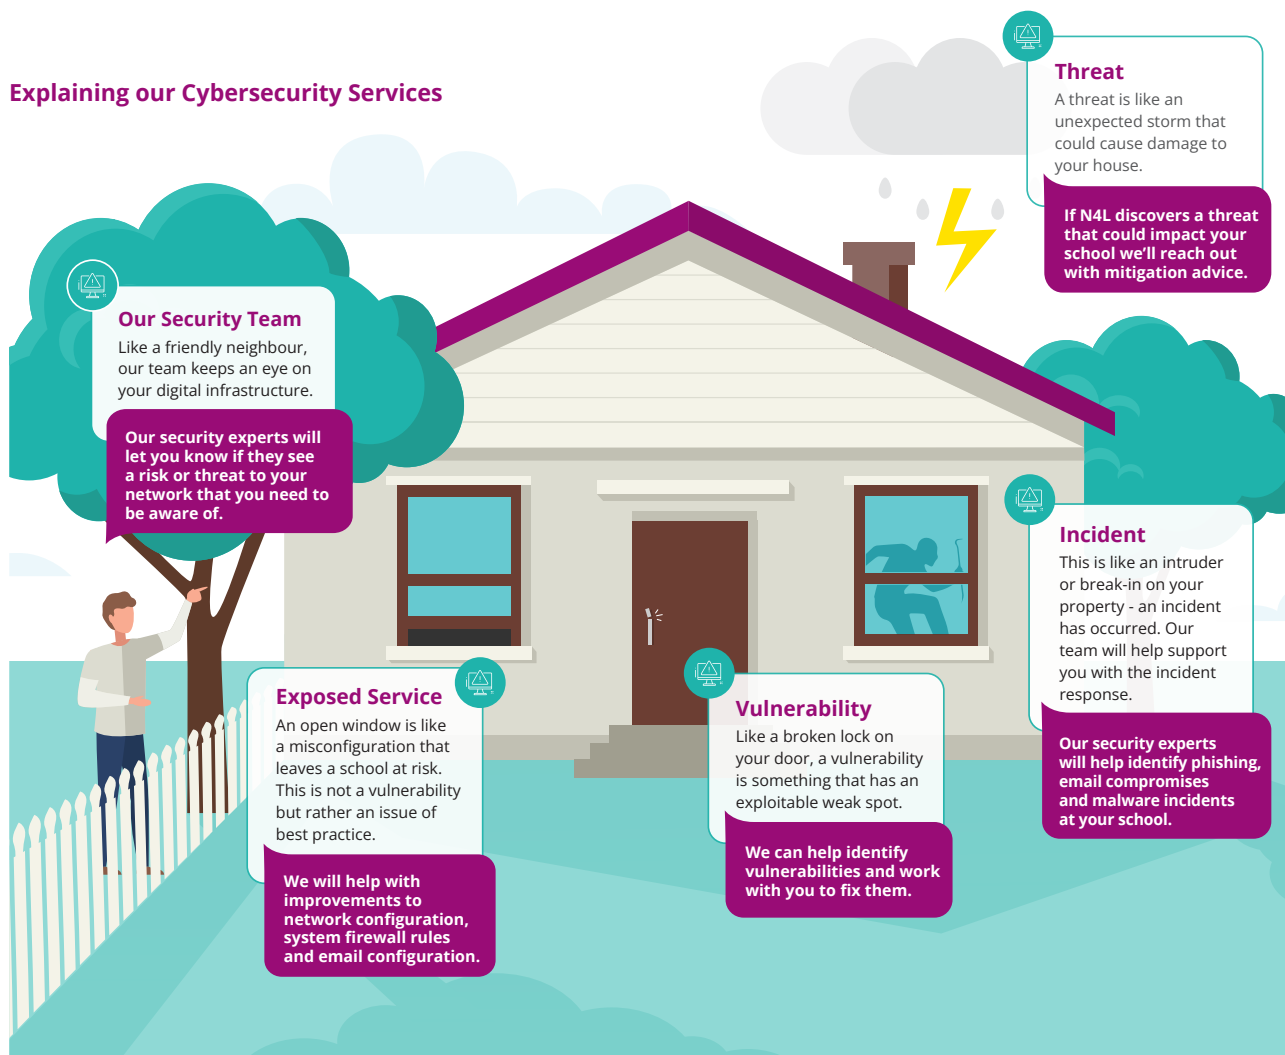 Explaining our Cybersecurity Services
Threat
A threat is like an
unexpected storm that
could cause damage to
your house.
If N4L discovers a threat
that could impact your
school we’ll reach out
with mitigation advice.
Our Security Team
Like a friendly neighbour,
our team keeps an eye on
your digital infrastructure.
Our security experts will
let you know if they see
a risk or threat to your
network that you need to
be aware of.
Incident
This is like an intruder
or break-in on your
property - an incident
has occurred. Our
team will help support
you with the incident
response.
Our security experts
will help identify phishing,
email compromises
and malware incidents
at your school.
Exposed Service
An open window is like
a misconfiguration that
leaves a school at risk.
This is not a vulnerability
but rather an issue of
best practice.
We will help with
improvements to
network configuration,
system firewall rules
and email configuration.
Vulnerability
Like a broken lock on
your door, a vulnerability
is something that has an
exploitable weak spot.
We can help identify
vulnerabilities and work
with you to fix them.